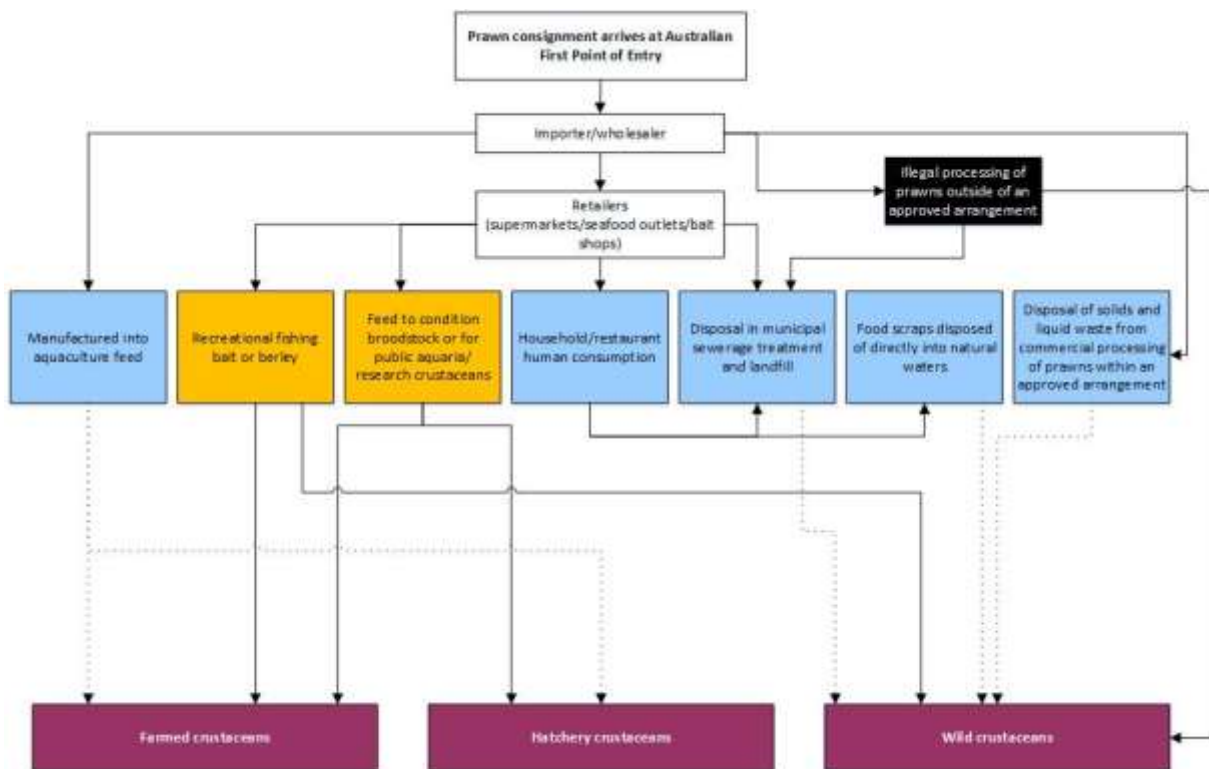 Prawn consignment arrives at Australian
First Point of Entry
Importer/wholesaler
Illegal processing of
prawns outside of an
approved arrangement
Retailers
(supermarkets/seafood outlets/bait
shops)
Manufactured into
aquaculture feed
Recreational fishing
bait or berley
Feed to condition
broodstock or for
public aquaria/
research crustaceans
Household/restaurant
human consumption
Disposal in municipal
sewerage treatment
and landfill
Food scraps disposed
of directly into natural
waters
Disposal of solids and
liquid waste from
commercial processing
of prawns within an
approved arrangement
Farmed crustaceans
Hatchery crustaceans
Wild crustaceans